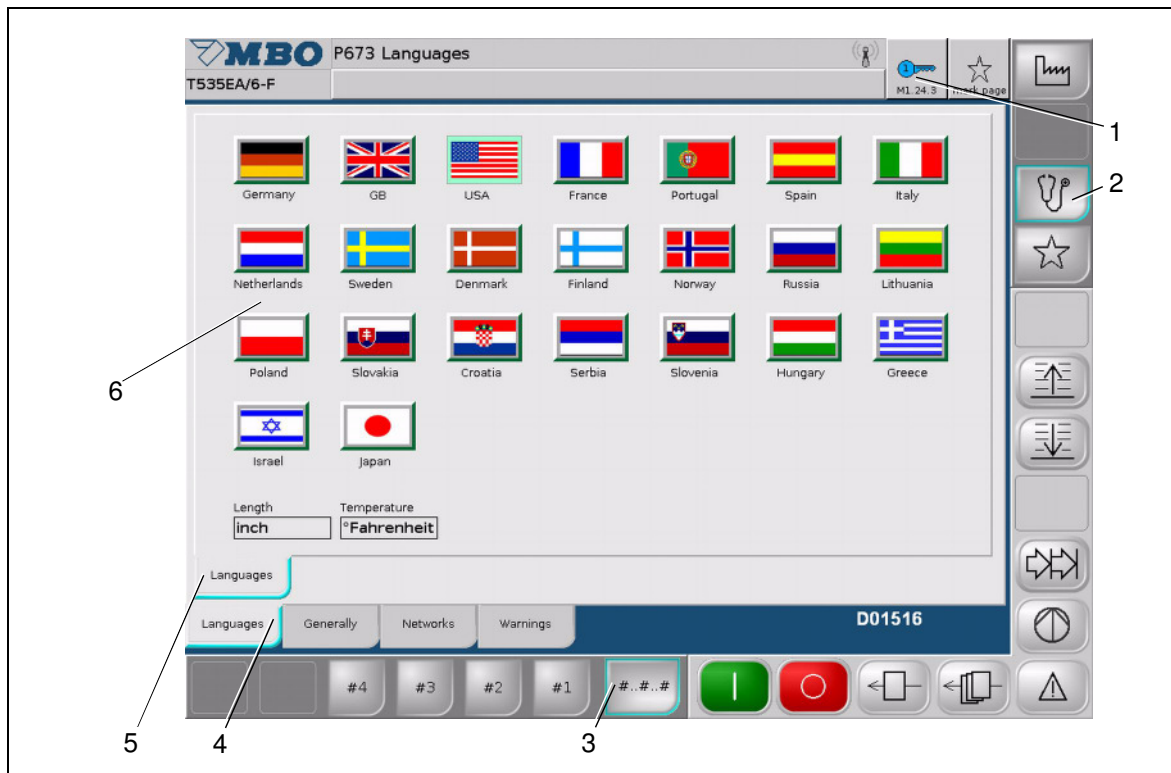 MBO P673 Languages
T535EA/6-F
1
M1.24.3 mark page
1
2
Germany GB USA France Portugal Spain Italy
Netherlands Sweden Denmark Finland Norway Russia Lithuania
Poland Slovakia Croatia Serbia Slovenia Hungary Greece
6
Israel Japan
Length Temperature
inch °Fahrenheit
Languages
Languages Generally Networks Warnings D01516
#4 #3 #2 #1 #..#..#
5 4 3